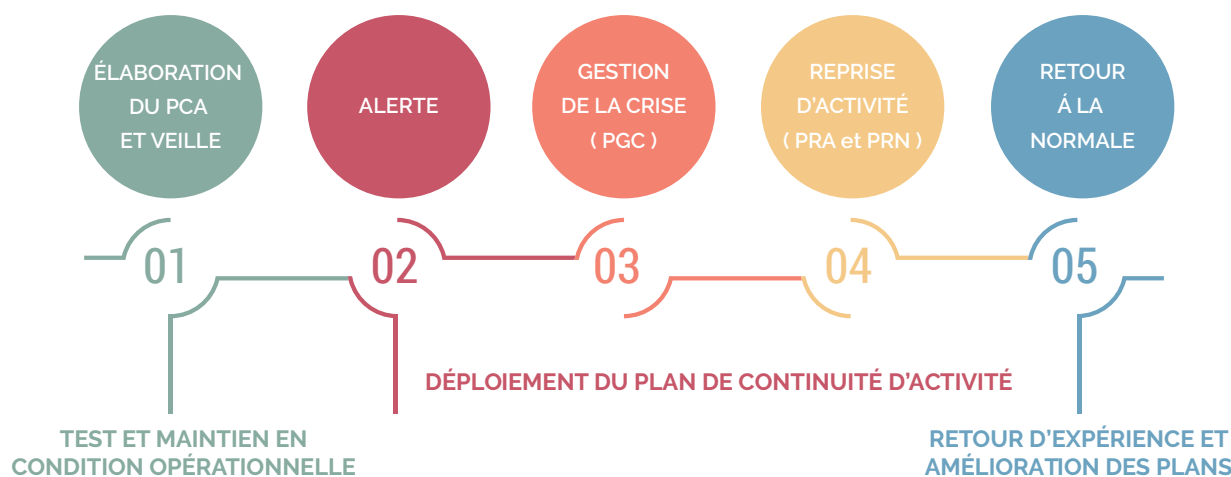 ÉLABORATION
DU PCA
ET VEILLE
ALERTE
GESTION
DE LA CRISE
( PGC )
REPRISE
D'ACTIVITÉ
( PRA et PRN )
RETOUR
Á LA
NORMALE
01
02
03
04
05
DÉPLOIEMENT DU PLAN DE CONTINUITÉ D'ACTIVITÉ
TEST ET MAINTIEN EN
CONDITION OPÉRATIONNELLE
RETOUR D'EXPÉRIENCE ET
AMÉLIORATION DES PLANS